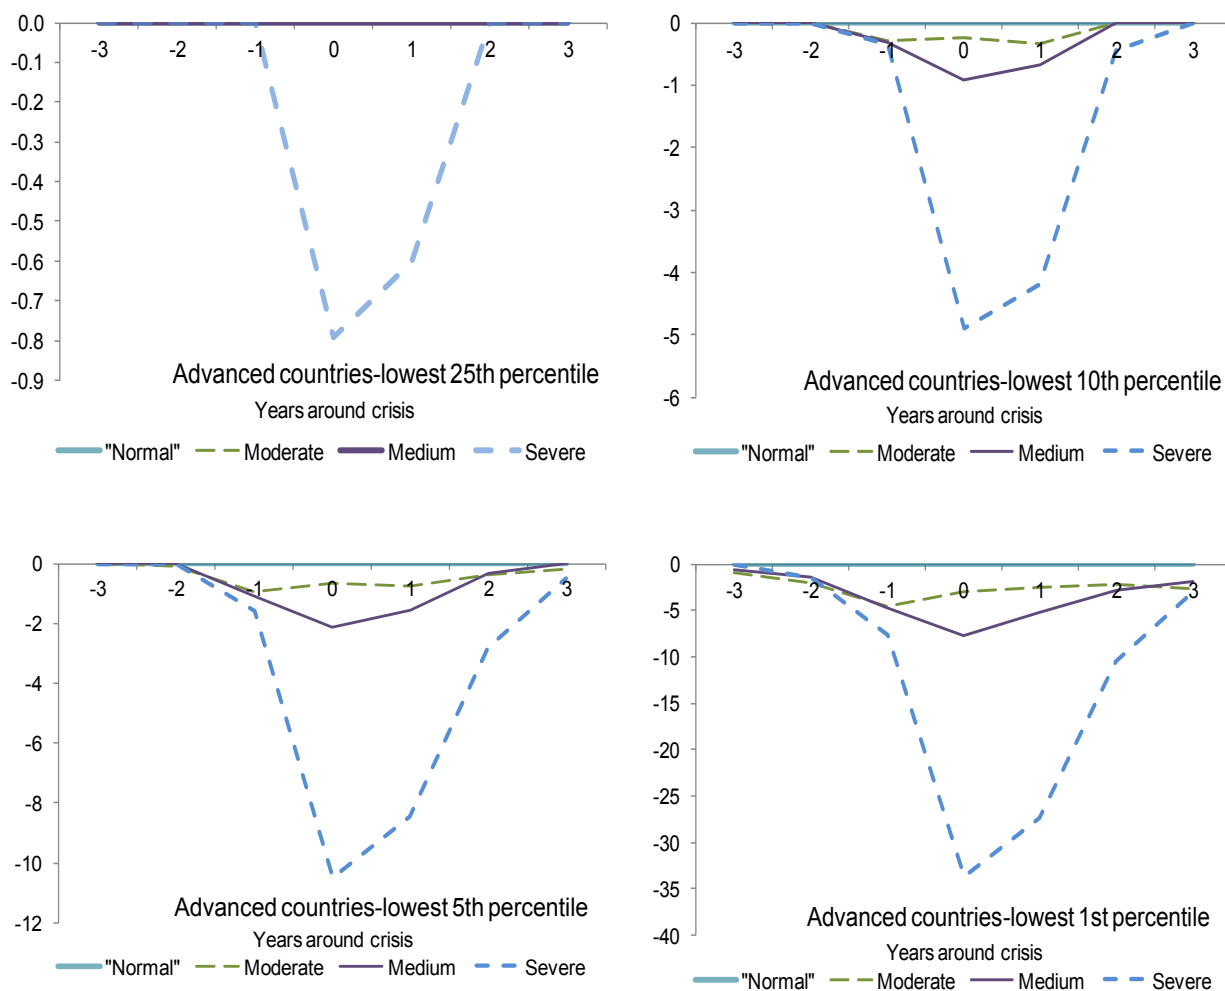 0.0
-3 -2 -1 0 1 2 3
-0.1
-0.2
-0.3
-0.4
-0.5
-0.6
-0.7
-0.8
-0.9
Advanced countries-lowest 25th percentile
Years around crisis
"Normal" Moderate Medium Severe
0
-3 -2 -1 0 1 2 3
-1
-2
-3
-4
-5
-6
Advanced countries-lowest 10th percentile
Years around crisis
"Normal" Moderate Medium Severe
0
-3 -2 -1 0 1 2 3
-2
-4
-6
-8
-10
-12
Advanced countries-lowest 5th percentile
Years around crisis
"Normal" Moderate Medium Severe
0
-3 -2 -1 0 1 2 3
-5
-10
-15
-20
-25
-30
-35
-40
Advanced countries-lowest 1st percentile
Years around crisis
"Normal" Moderate Medium Severe